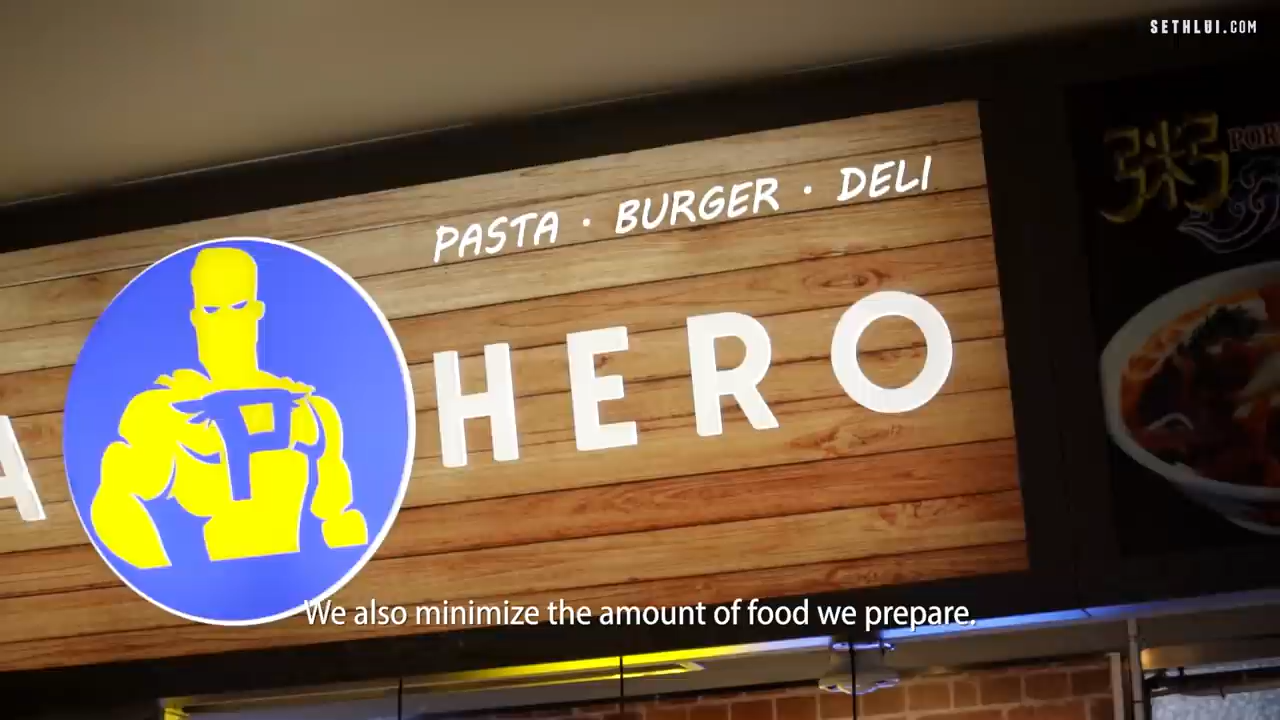 SETHLUI.COM
粥
PASTA · BURGER · DELI
HERO
P
We also minimize the amount of food we prepare.